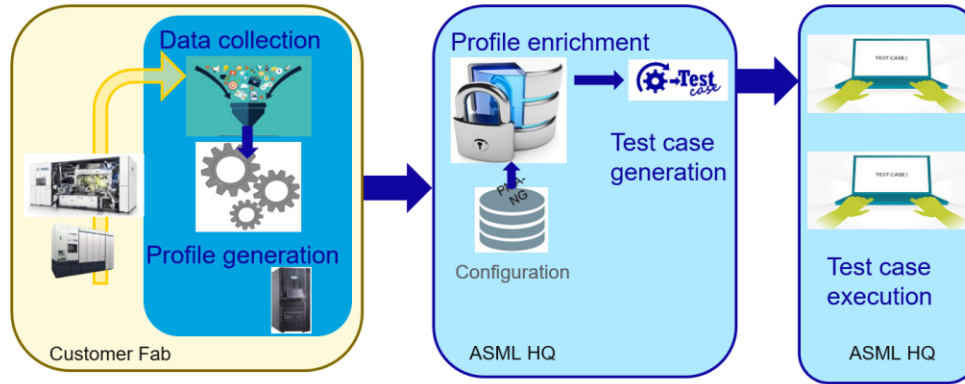 Data collection
Profile generation
Customer Fab
Profile enrichment
Test
case
Test case
generation
NG
Configuration
ASML HQ
TEST CASE|
TEST CASE|
Test case
execution
ASML HQ